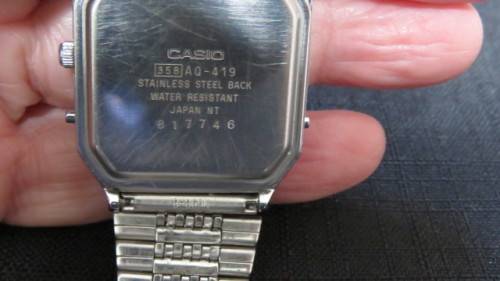 CASIO
358 AQ-419
STAINLESS STEEL BACK
WATER RESISTANT
JAPAN NT
817746